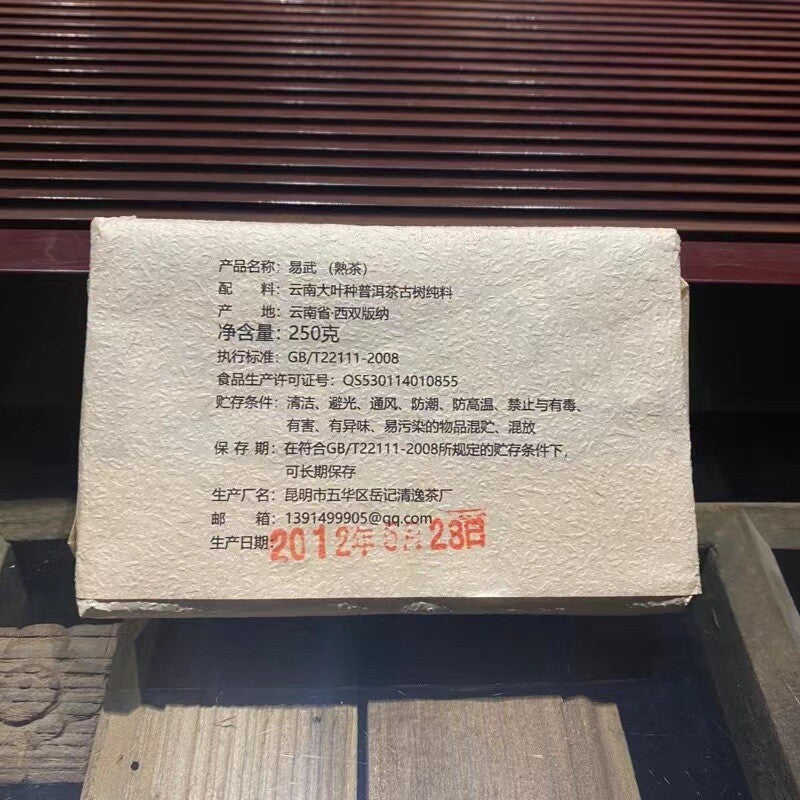 产品名称：易武（熟茶）
配　料：云南大叶种普洱茶古树纯料
产　地：云南省·西双版纳
净含量：250克
执行标准：GB/T22111-2008
食品生产许可证号：QS530114010855
贮存条件：清洁、避光、通风、防潮、防高温、禁止与有毒、
有害、有异味、易污染的物品混贮、混放
保 存 期：在符合GB/T22111-2008所规定的贮存条件下，
可长期保存
生产厂名：昆明市五华区岳记清逸茶厂
邮　箱：1391499905@qq.com
生产日期：2012年 月23日